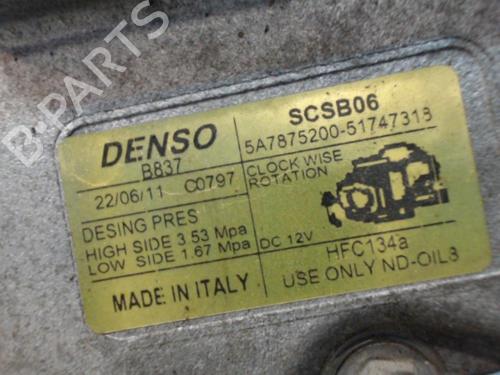 DENSO
B837
22/06/11 C0797
DESING PRES
HIGH SIDE 3 53 Mpa
LOW SIDE 1.67 Mpa
MADE IN ITALY
SCSB06
5A7875200-51747318
CLOCK WISE
ROTATION
DC 12V
HFC134a
USE ONLY ND-OIL8
B-PARTS